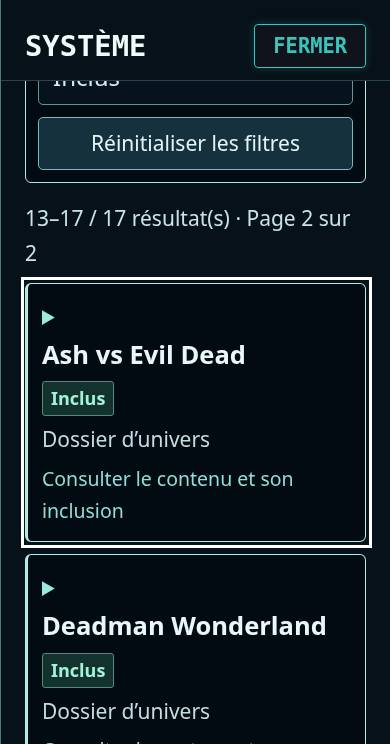 SYSTÈME
FERMER
Inclus
Réinitialiser les filtres
13–17 / 17 résultat(s) · Page 2 sur
2
Ash vs Evil Dead
Inclus
Dossier d’univers
Consulter le contenu et son
inclusion
Deadman Wonderland
Inclus
Dossier d’univers